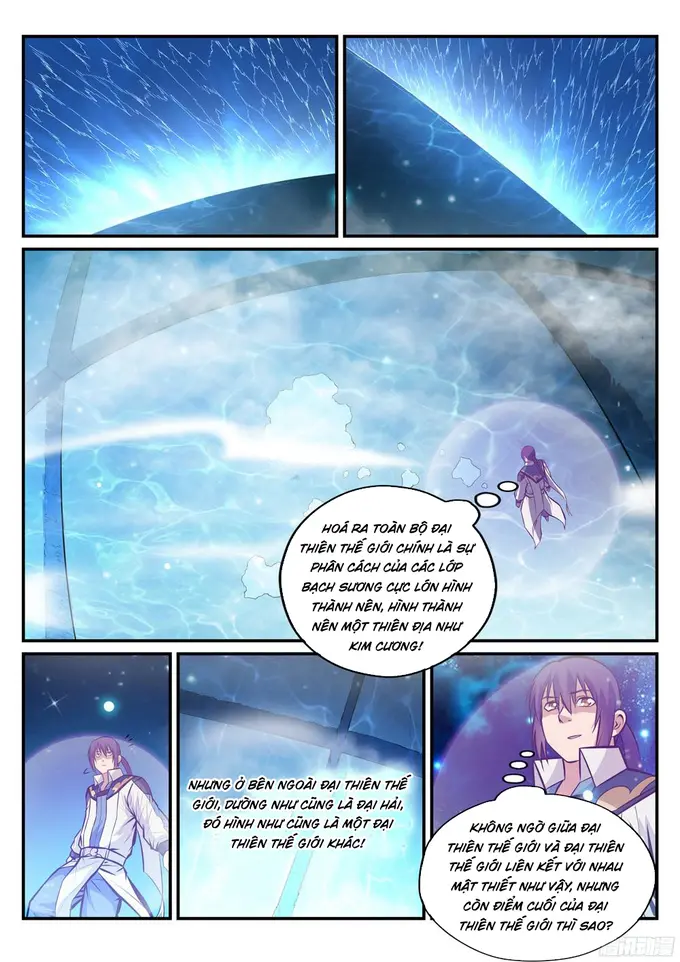 HOÁ RA TOÀN BỘ ĐẠI
THIÊN THẾ GIỚI CHÍNH LÀ SỰ
PHÂN CÁCH CỦA CÁC LỚP
BẠCH SƯƠNG CỰC LỚN HÌNH
THÀNH NÊN, HÌNH THÀNH
NÊN MỘT THIÊN ĐỊA NHƯ
KIM CƯƠNG!
NHƯNG Ở BÊN NGOÀI ĐẠI THIÊN THẾ
GIỚI, DƯỜNG NHƯ CŨNG LÀ ĐẠI HẢI,
ĐÓ HÌNH NHƯ CŨNG LÀ MỘT ĐẠI
THIÊN THẾ GIỚI KHÁC!
KHÔNG NGỜ GIỮA ĐẠI
THIÊN THẾ GIỚI VÀ ĐẠI THIÊN
THẾ GIỚI LIÊN KẾT VỚI NHAU
MẬT THIẾT NHƯ VẬY, NHƯNG
CÒN ĐIỂM CUỐI CỦA ĐẠI
THIÊN THẾ GIỚI THÌ SAO?